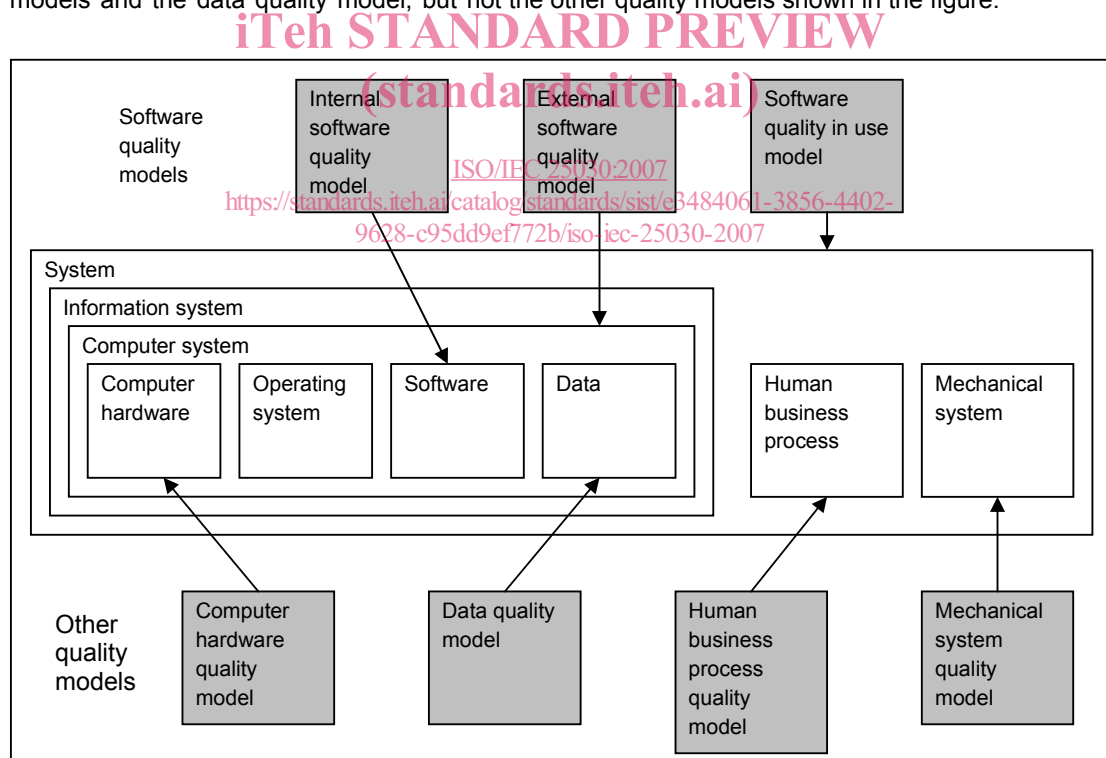 models and the data quality model, but not the other quality models shown in the figure.
iTeh STANDARD PREVIEW
(standards.iteh.ai)
Software
quality
models
Internal
software
quality
model
External
software
quality
model
Software
quality in use
model
ISO/IEC 25030:2007
https://standards.iteh.ai/catalog/standards/sist/e3484061-3856-4402-
9628-c95dd9ef772b/iso-iec-25030-2007
System
Information system
Computer system
Computer
hardware
Operating
system
Software
Data
Human
business
process
Mechanical
system
Other
quality
models
Computer
hardware
quality
model
Data quality
model
Human
business
process
quality
model
Mechanical
system
quality
model